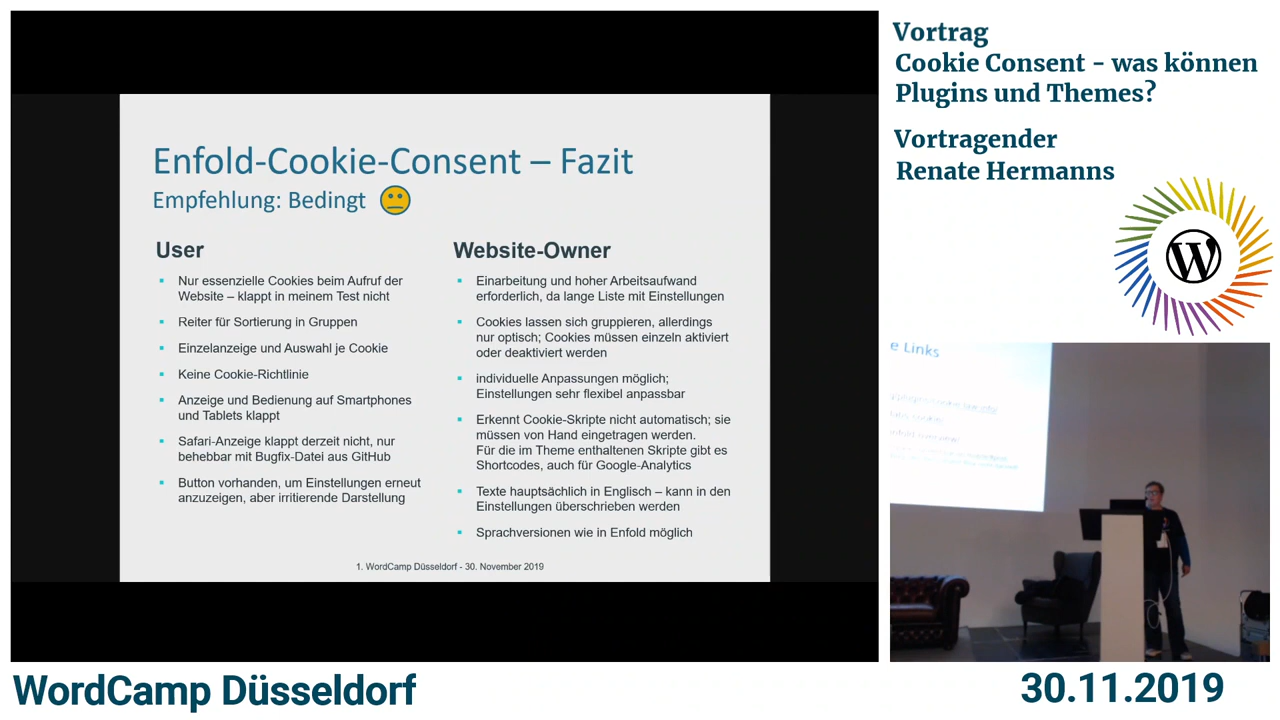 Vortrag
Cookie Consent - was können
Plugins und Themes?
Vortragender
Renate Hermanns
Enfold-Cookie-Consent – Fazit
Empfehlung: Bedingt
User
Nur essenzielle Cookies beim Aufruf der
Website – klappt in meinem Test nicht
Reiter für Sortierung in Gruppen
Einzelanzeige und Auswahl je Cookie
Keine Cookie-Richtlinie
Anzeige und Bedienung auf Smartphones
und Tablets klappt
Safari-Anzeige klappt derzeit nicht, nur
behebbar mit Bugfix-Datei aus GitHub
Button vorhanden, um Einstellungen erneut
anzuzeigen, aber irritierende Darstellung
Website-Owner
Einarbeitung und hoher Arbeitsaufwand
erforderlich, da lange Liste mit Einstellungen
Cookies lassen sich gruppieren, allerdings
nur optisch; Cookies müssen einzeln aktiviert
oder deaktiviert werden
individuelle Anpassungen möglich;
Einstellungen sehr flexibel anpassbar
Erkennt Cookie-Skripte nicht automatisch; sie
müssen von Hand eingetragen werden.
Für die im Theme enthaltenen Skripte gibt es
Shortcodes, auch für Google-Analytics
Texte hauptsächlich in Englisch – kann in den
Einstellungen überschrieben werden
Sprachversionen wie in Enfold möglich
1. WordCamp Düsseldorf - 30. November 2019
e Links
WordCamp Düsseldorf
30.11.2019